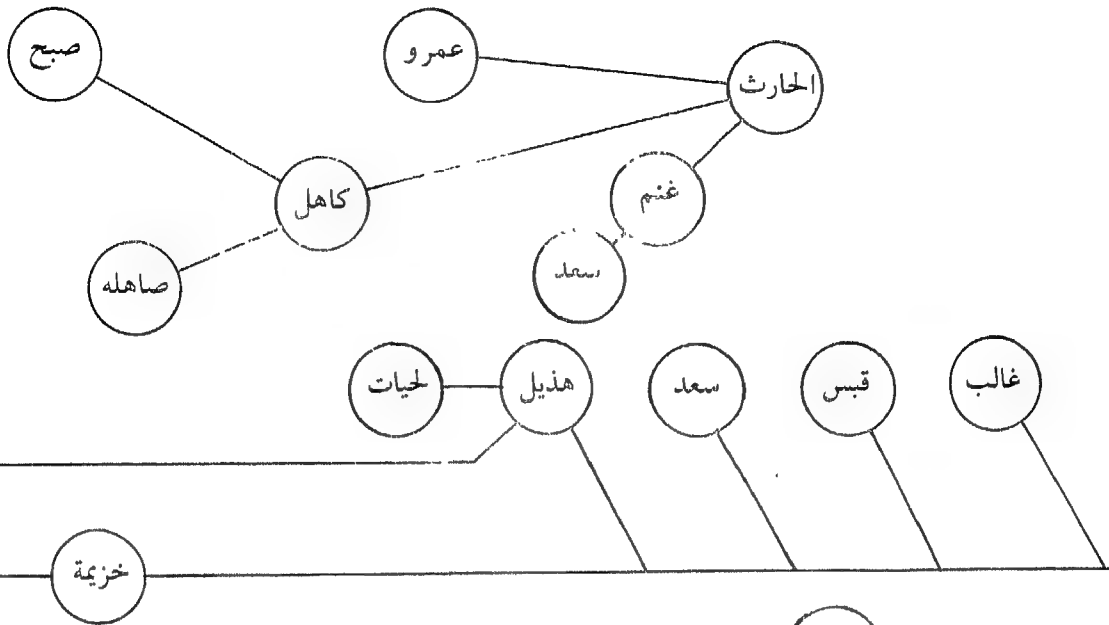 الحارث
عمرو
صبح
غنم
كاهل
سعد
صاهله
غالب
قبس
سعد
هذيل
لحيات
خزيمة